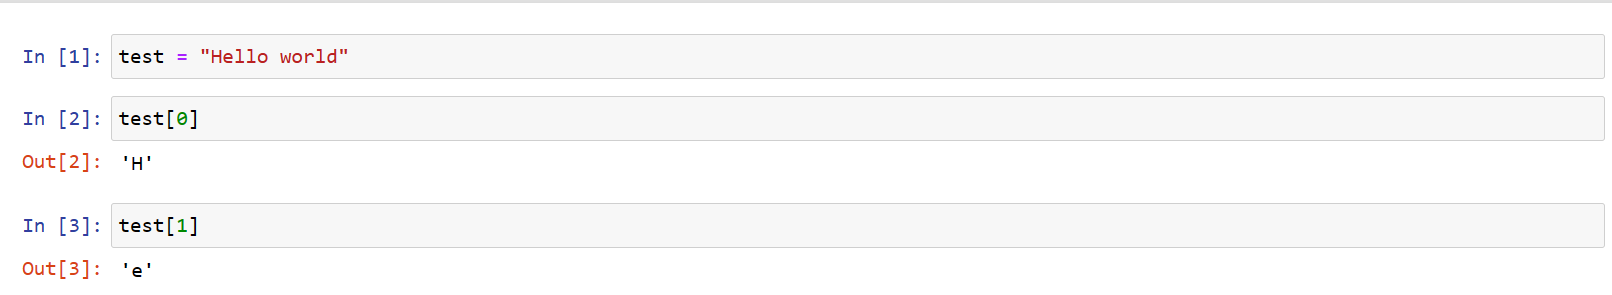 In [1]: test = "Hello world"
In [2]: test[0]
Out[2]: 'H'
In [3]: test[1]
Out[3]: 'e'